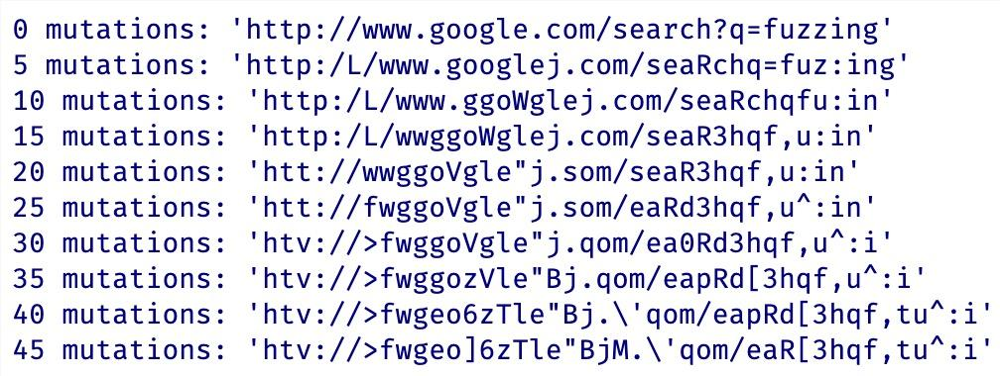 0 mutations: 'http://www.google.com/search?q=fuzzing'
5 mutations: 'http:/L/www.googlej.com/seaRchq=fuz:ing'
10 mutations: 'http:/L/www.ggoWglej.com/seaRchqfu:in'
15 mutations: 'http:/L/wwggoWglej.com/seaR3hqf,u:in'
20 mutations: 'htt://wwggoVgle"j.som/seaR3hqf,u:in'
25 mutations: 'htt://fwggoVgle"j.som/eaRd3hqf,u^:in'
30 mutations: 'htv://>fwggoVgle"j.qom/ea0Rd3hqf,u^:i'
35 mutations: 'htv://>fwggozVle"Bj.qom/eapRd[3hqf,u^:i'
40 mutations: 'htv://>fwgeo6zTle"Bj.\'qom/eapRd[3hqf,tu^:i'
45 mutations: 'htv://>fwgeo]6zTle"BjM.\'qom/eaR[3hqf,tu^:i'